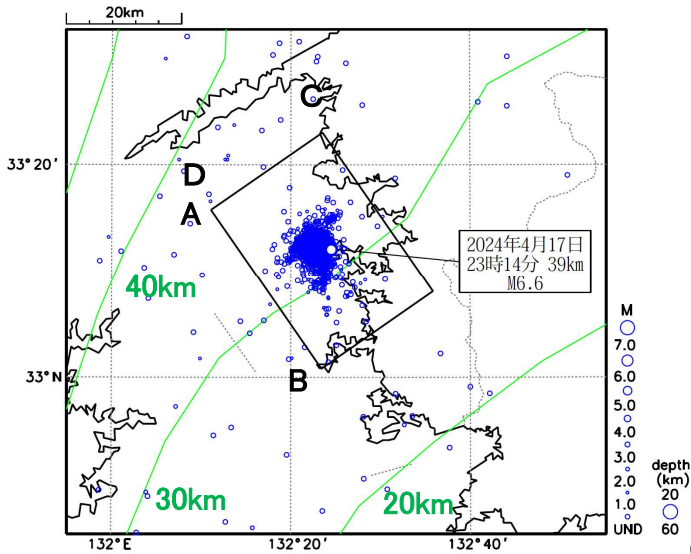 20km
C
33°20′
D
A
2024年4月17日
23時14分 39km
M6.6
40km
M
7.0
6.0
5.0
4.0
3.0
2.0
1.0
UND
33°N
B
depth
(km)
20
60
30km
20km
132°E
132°20′
132°40′